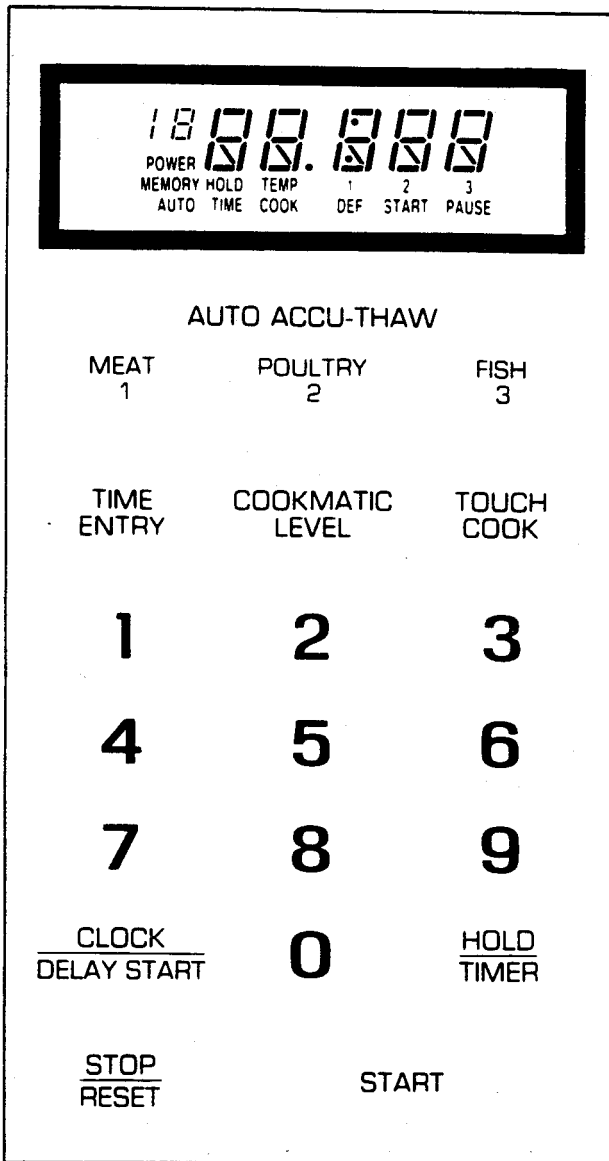 18 88.:888
POWER
MEMORY HOLD TEMP 1 2 3
AUTO TIME COOK DEF START PAUSE
AUTO ACCU-THAW
MEAT POULTRY FISH
1 2 3
TIME COOKMATIC TOUCH
ENTRY LEVEL COOK
1 2 3
4 5 6
7 8 9
CLOCK 0 HOLD
DELAY START TIMER
STOP START
RESET